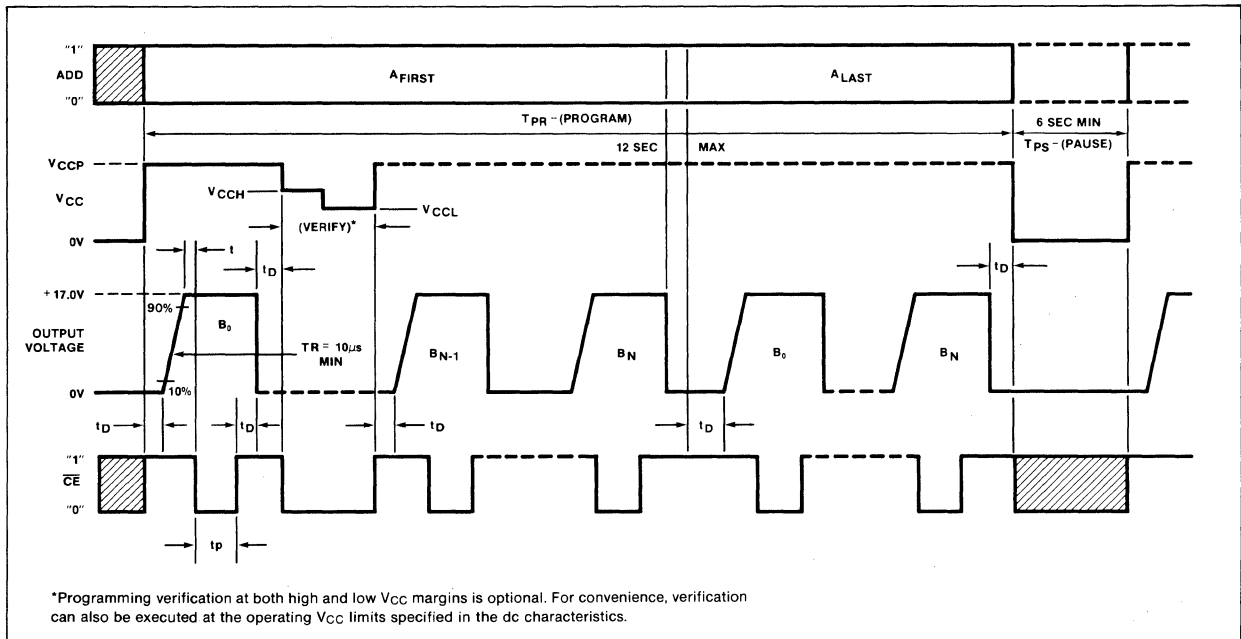 "1"
ADD
"0"
A FIRST
A LAST
TPR – (PROGRAM)
6 SEC MIN
12 SEC MAX
TPS – (PAUSE)
VCCP
VCC
0V
VCCH
VCCL
(VERIFY)*
t
tD
tD
+ 17.0V
90%
OUTPUT
VOLTAGE
B0
TR = 10μs
MIN
BN-1
BN
B0
BN
10%
0V
tD
tD
tD
tD
"1"
CE
"0"
tp
*Programming verification at both high and low VCC margins is optional. For convenience, verification
can also be executed at the operating VCC limits specified in the dc characteristics.